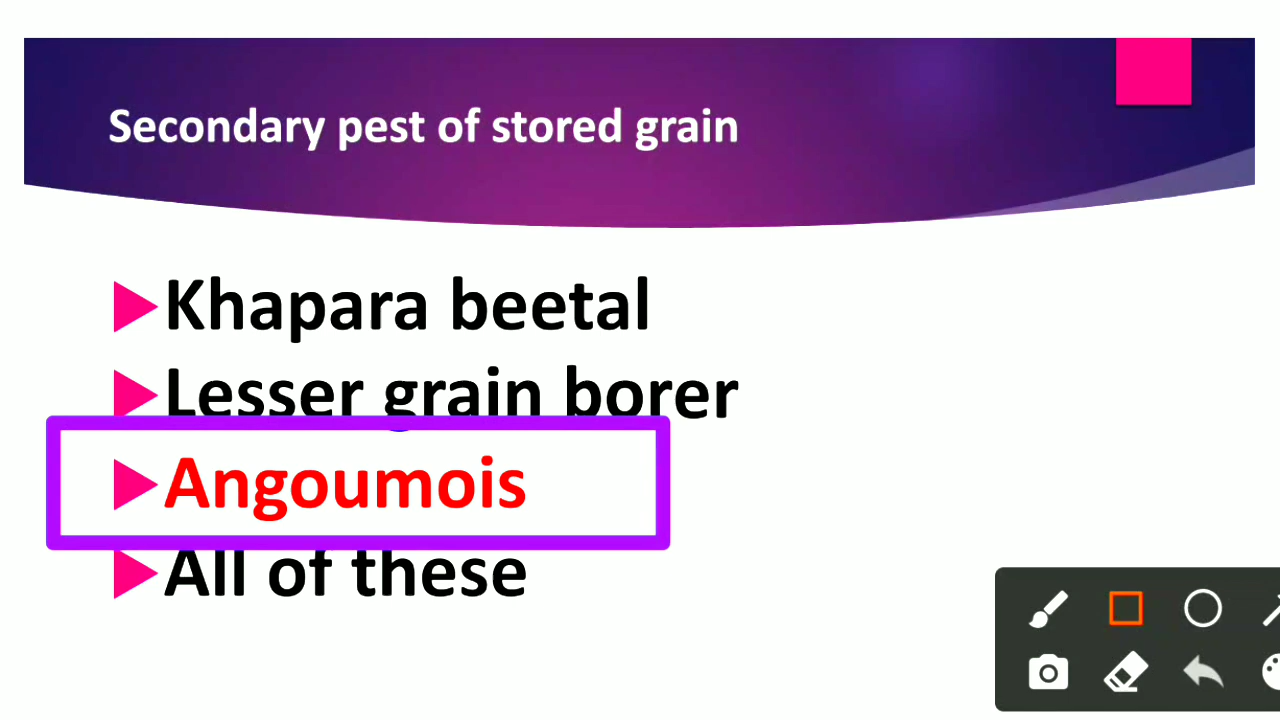 Secondary pest of stored grain
Khapara beetal
Lesser grain borer
Angoumois
All of these